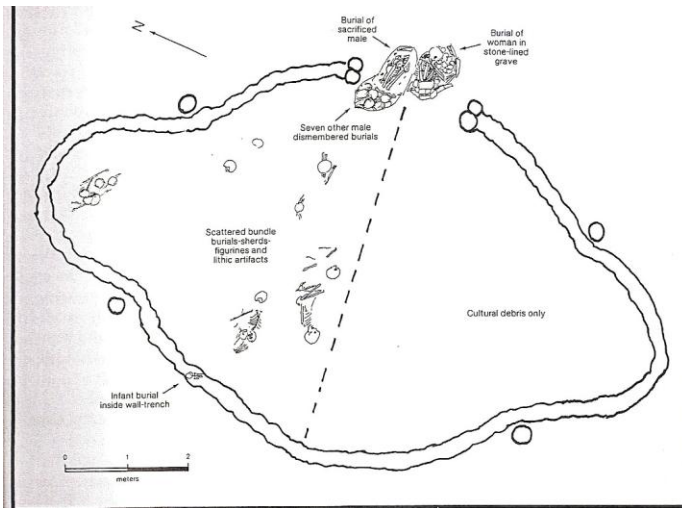 Burial of
sacrificed
male
Burial of
woman in
stone-lined
grave
N
Seven other male
dismembered burials
Scattered bundle
burials-sherds-
figurines and
lithic artifacts
Cultural debris only
Infant burial
inside wall-trench
0 1 2
meters